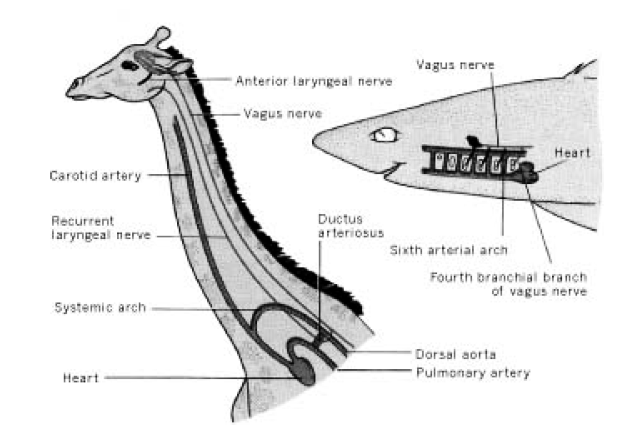 Anterior laryngeal nerve
Vagus nerve
Carotid artery
Recurrent
laryngeal nerve
Ductus
arteriosus
Systemic arch
Heart
Dorsal aorta
Pulmonary artery
Vagus nerve
Heart
Sixth arterial arch
Fourth branchial branch
of vagus nerve